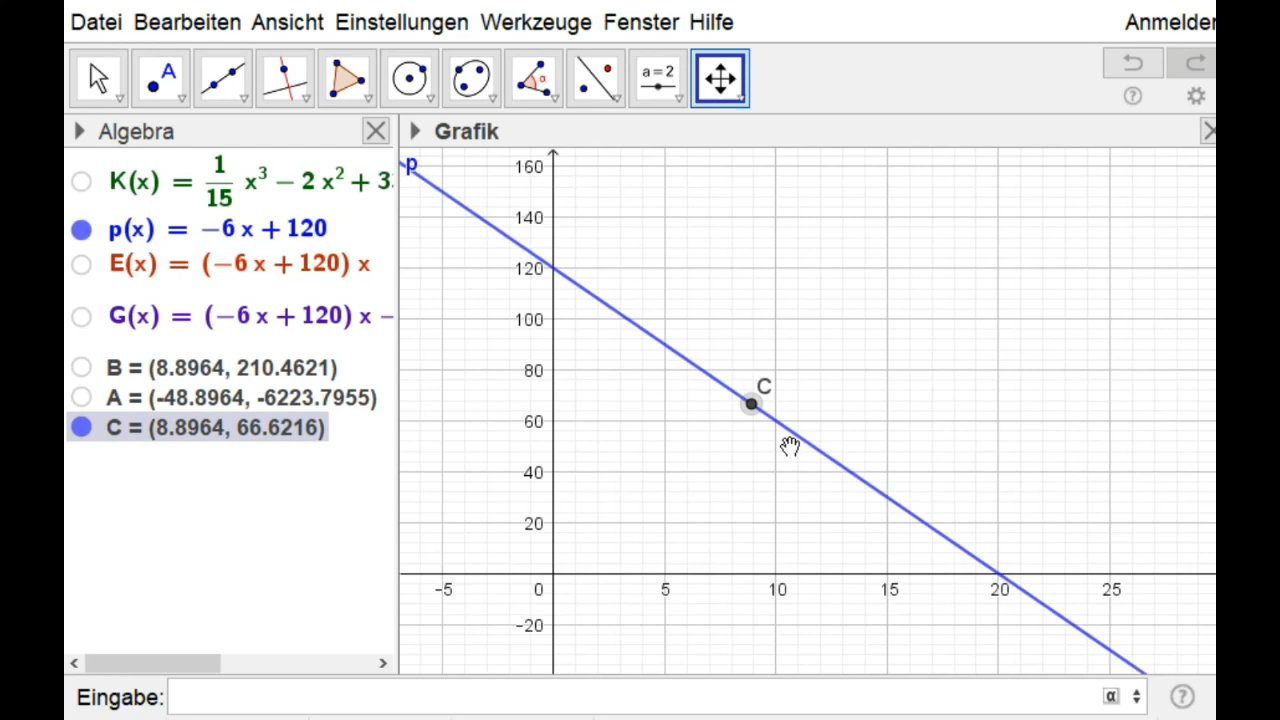 Datei Bearbeiten Ansicht Einstellungen Werkzeuge Fenster Hilfe Anmelder
A α a = 2
Algebra Grafik
K(x) = 1/15 x³ − 2 x² + 3
p(x) = −6 x + 120
E(x) = (−6 x + 120) x
G(x) = (−6 x + 120) x −
B = (8.8964, 210.4621)
A = (-48.8964, -6223.7955)
C = (8.8964, 66.6216)
p
160
140
120
100
80
C
60
40
20
−5 0 5 10 15 20 25
−20
Eingabe: α